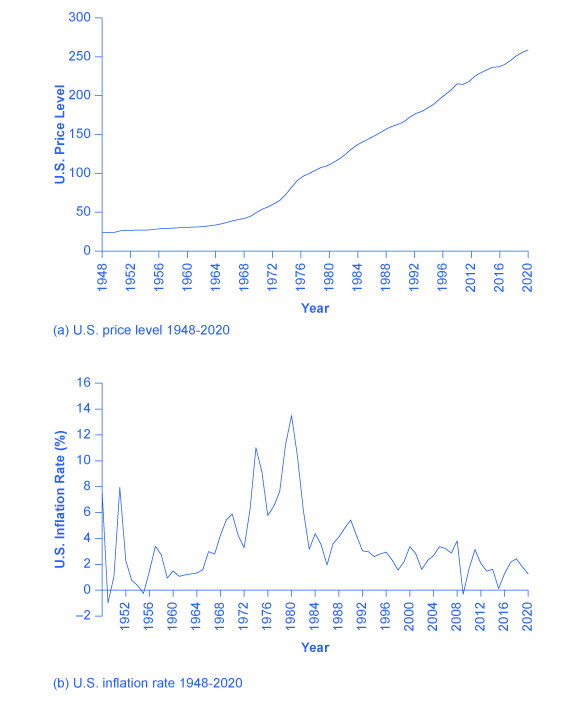 300
250
200
150
100
50
0
U.S. Price Level
1948 1952 1956 1960 1964 1968 1972 1976 1980 1984 1988 1992 1996 2000 2004 2008 2012 2016 2020
Year
(a) U.S. price level 1948-2020
16
14
12
10
8
6
4
2
0
–2
U.S. Inflation Rate (%)
1952 1956 1960 1964 1968 1972 1976 1980 1984 1988 1992 1996 2000 2004 2008 2012 2016 2020
Year
(b) U.S. inflation rate 1948-2020